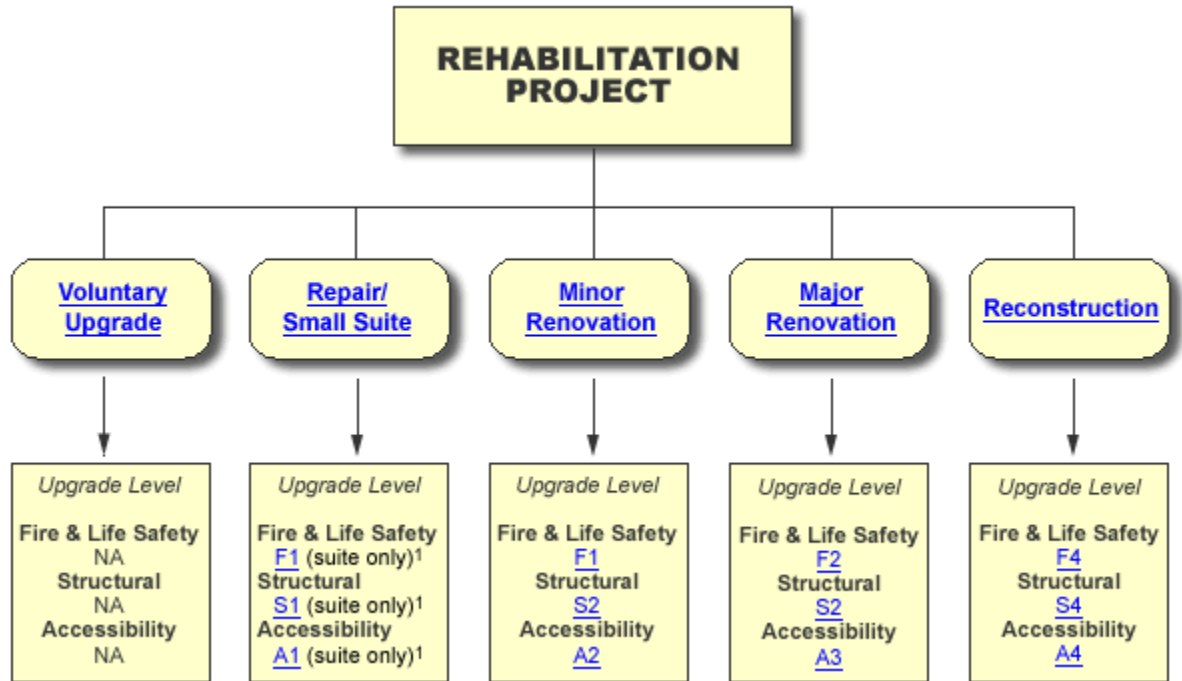 REHABILITATION
PROJECT
Voluntary
Upgrade
Repair/
Small Suite
Minor
Renovation
Major
Renovation
Reconstruction
Upgrade Level
Fire & Life Safety
NA
Structural
NA
Accessibility
NA
Upgrade Level
Fire & Life Safety
F1 (suite only)¹
Structural
S1 (suite only)¹
Accessibility
A1 (suite only)¹
Upgrade Level
Fire & Life Safety
F1
Structural
S2
Accessibility
A2
Upgrade Level
Fire & Life Safety
F2
Structural
S2
Accessibility
A3
Upgrade Level
Fire & Life Safety
F4
Structural
S4
Accessibility
A4